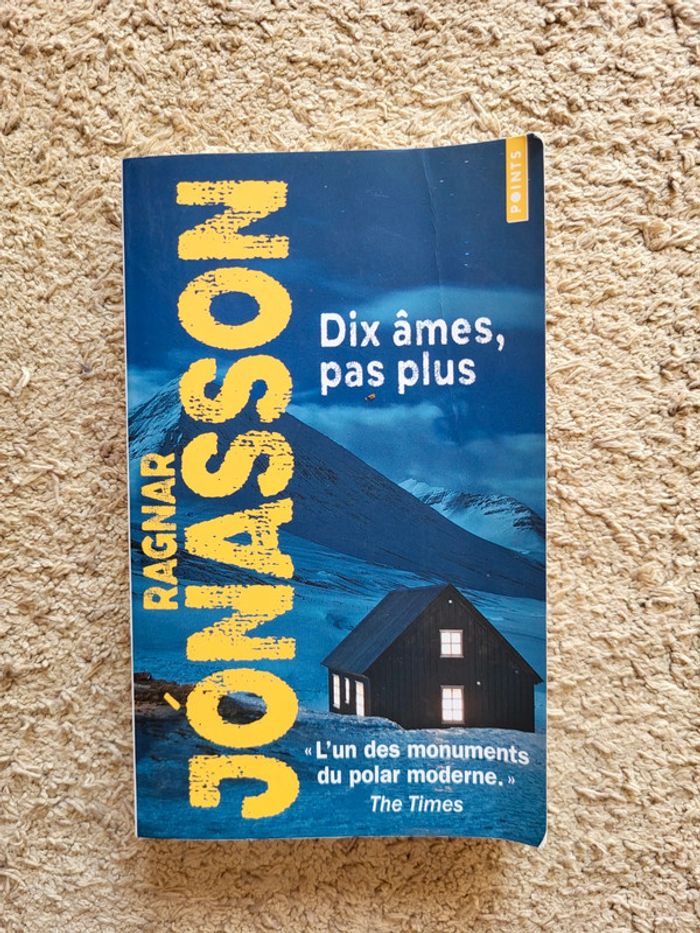 POINTS
RAGNAR
JÓNASSON
Dix âmes,
pas plus
« L'un des monuments
du polar moderne. »
The Times